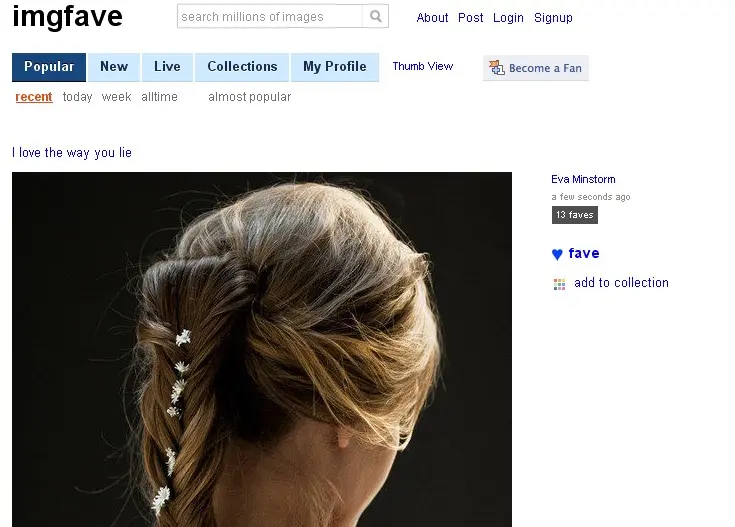 imgfave
search millions of images
About Post Login Signup
Popular New Live Collections My Profile Thumb View Become a Fan
recent today week alltime almost popular
I love the way you lie
Eva Minstorm
a few seconds ago
13 faves
fave
add to collection